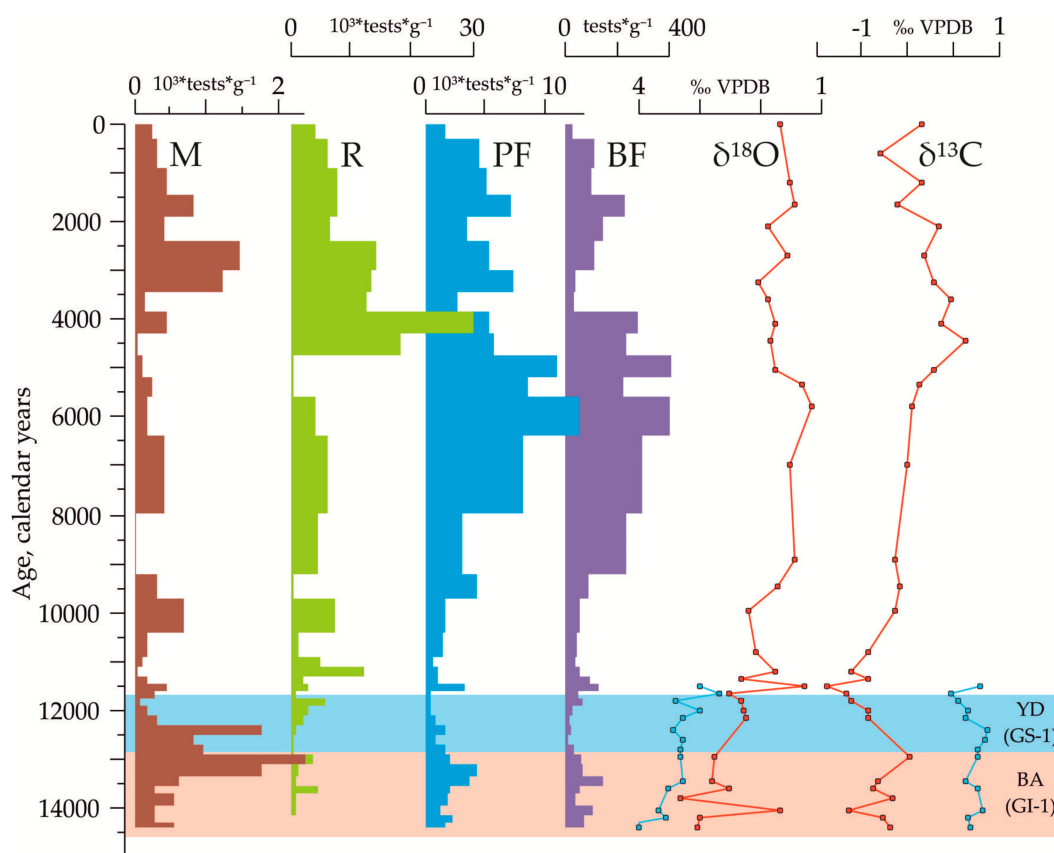 10³*tests*g⁻¹
0 30
tests*g⁻¹
0 400
‰ VPDB
-1 1
10³*tests*g⁻¹
0 2
10³*tests*g⁻¹
0 10
‰ VPDB
4 1
M R PF BF δ¹⁸O δ¹³C
Age, calendar years
0
2000
4000
6000
8000
10000
12000
14000
YD
(GS-1)
BA
(GI-1)